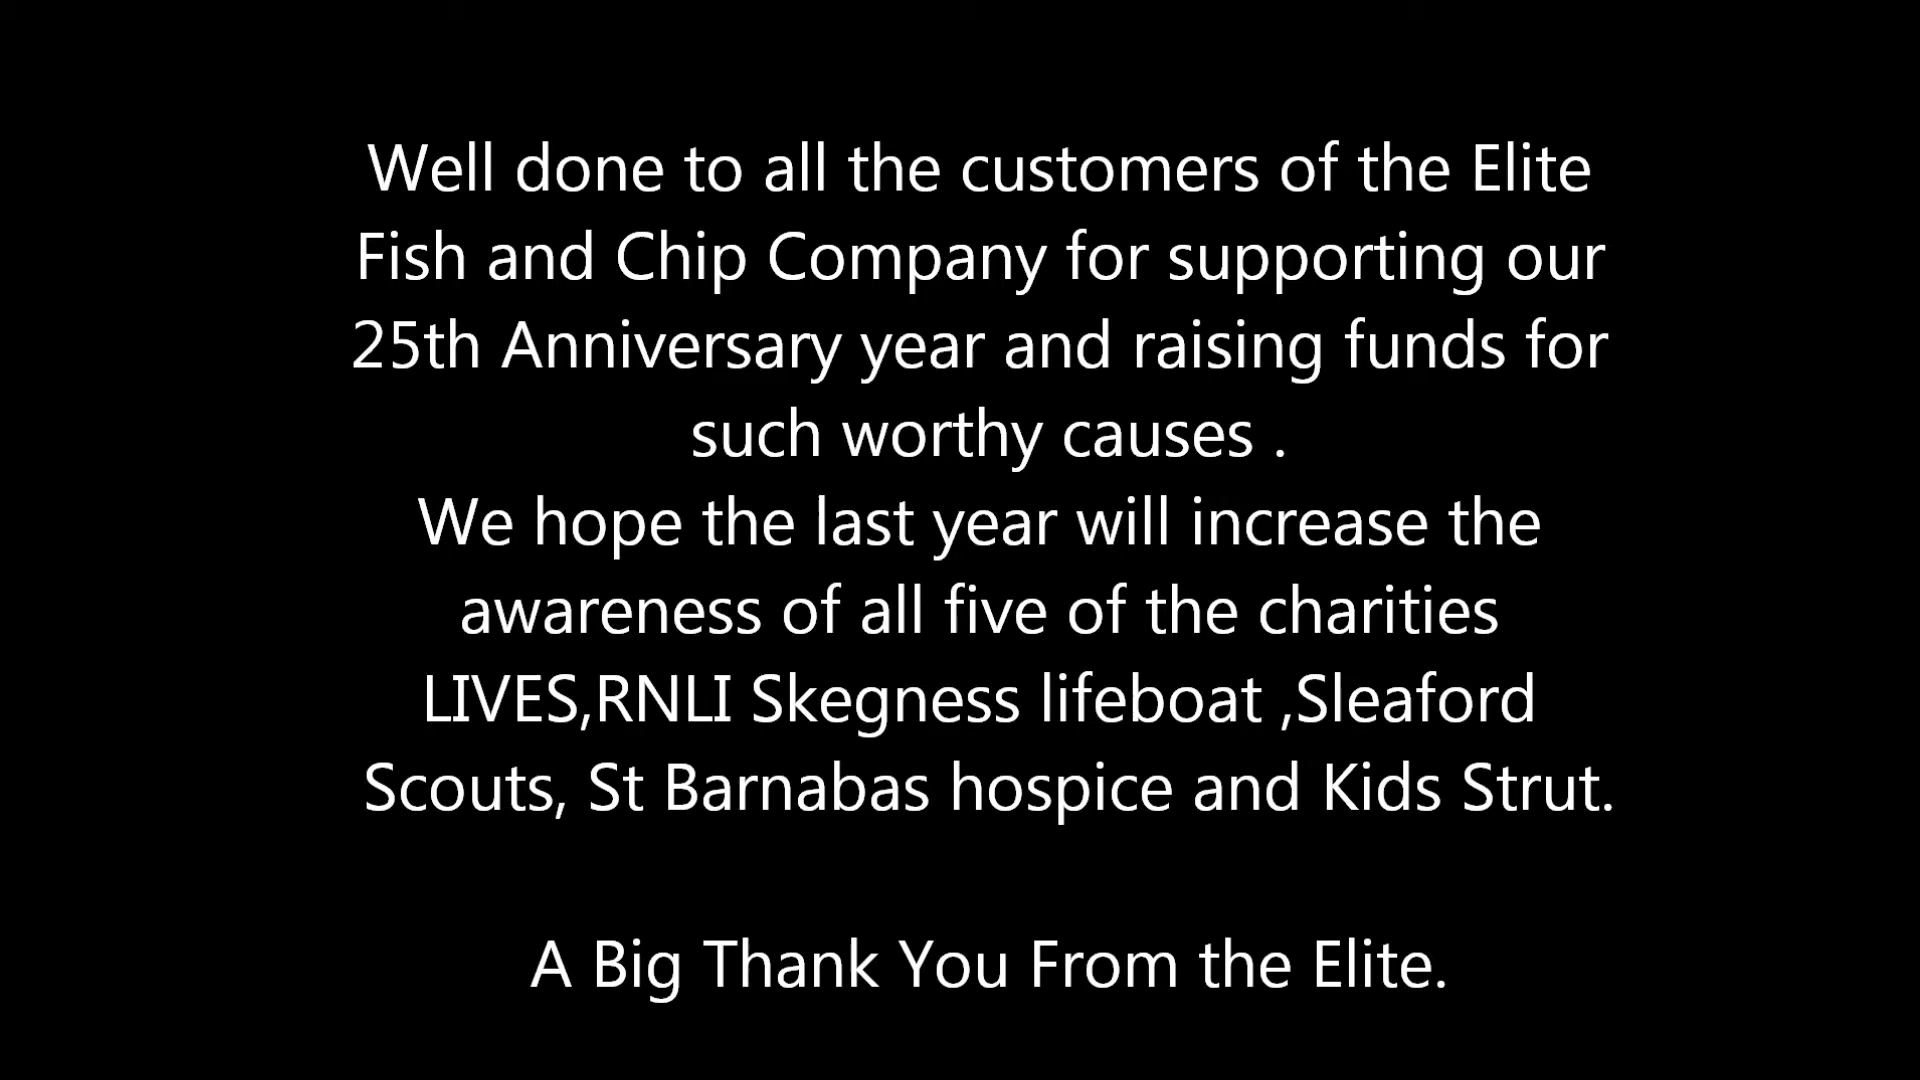 Well done to all the customers of the Elite
Fish and Chip Company for supporting our
25th Anniversary year and raising funds for
such worthy causes .
We hope the last year will increase the
awareness of all five of the charities
LIVES,RNLI Skegness lifeboat ,Sleaford
Scouts, St Barnabas hospice and Kids Strut.
A Big Thank You From the Elite.